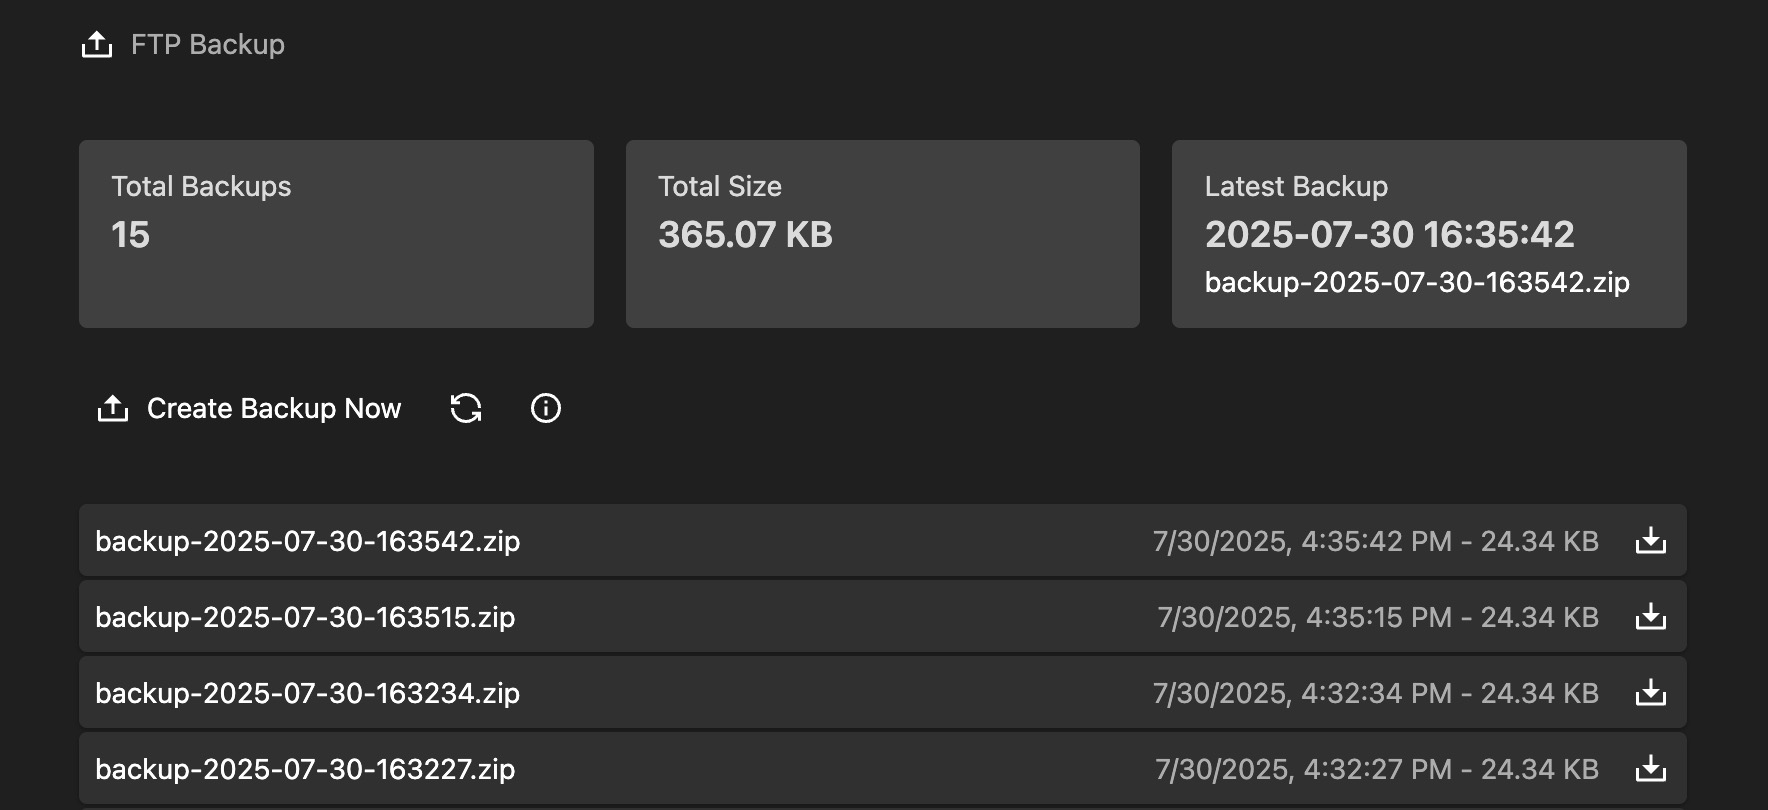 FTP Backup
Total Backups
15
Total Size
365.07 KB
Latest Backup
2025-07-30 16:35:42
backup-2025-07-30-163542.zip
Create Backup Now
backup-2025-07-30-163542.zip 7/30/2025, 4:35:42 PM - 24.34 KB
backup-2025-07-30-163515.zip 7/30/2025, 4:35:15 PM - 24.34 KB
backup-2025-07-30-163234.zip 7/30/2025, 4:32:34 PM - 24.34 KB
backup-2025-07-30-163227.zip 7/30/2025, 4:32:27 PM - 24.34 KB